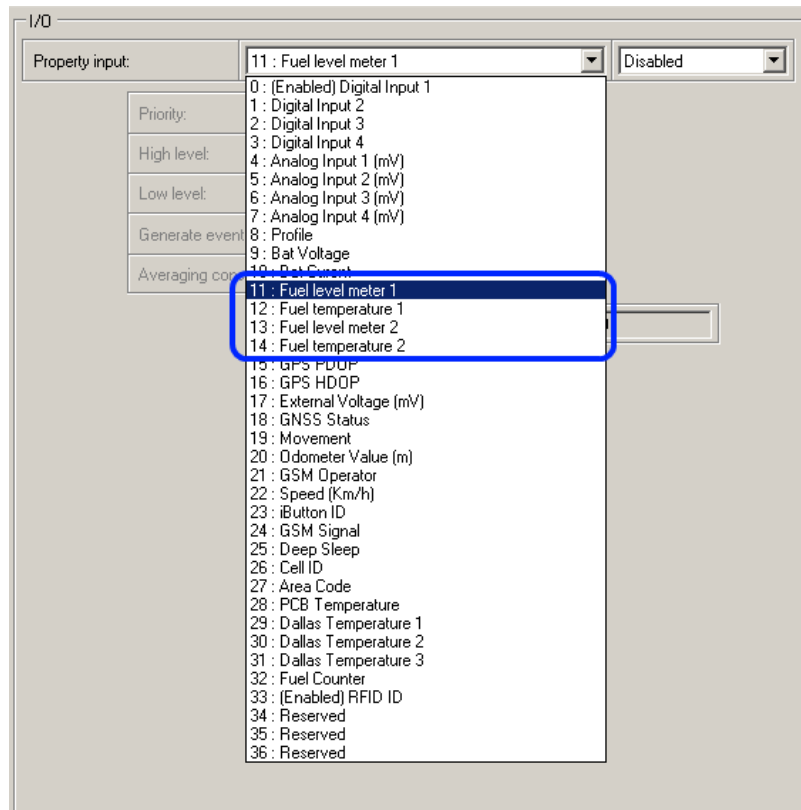 I/O
Property input:
11 : Fuel level meter 1
Disabled
0 : (Enabled) Digital Input 1
1 : Digital Input 2
2 : Digital Input 3
3 : Digital Input 4
4 : Analog Input 1 (mV)
5 : Analog Input 2 (mV)
6 : Analog Input 3 (mV)
7 : Analog Input 4 (mV)
8 : Profile
9 : Bat Voltage
10 : Bat Curent
11 : Fuel level meter 1
12 : Fuel temperature 1
13 : Fuel level meter 2
14 : Fuel temperature 2
15 : GPS PDOP
16 : GPS HDOP
17 : External Voltage (mV)
18 : GNSS Status
19 : Movement
20 : Odometer Value (m)
21 : GSM Operator
22 : Speed (Km/h)
23 : iButton ID
24 : GSM Signal
25 : Deep Sleep
26 : Cell ID
27 : Area Code
28 : PCB Temperature
29 : Dallas Temperature 1
30 : Dallas Temperature 2
31 : Dallas Temperature 3
32 : Fuel Counter
33 : (Enabled) RFID ID
34 : Reserved
35 : Reserved
36 : Reserved
Priority:
High level:
Low level:
Generate event
Averaging con